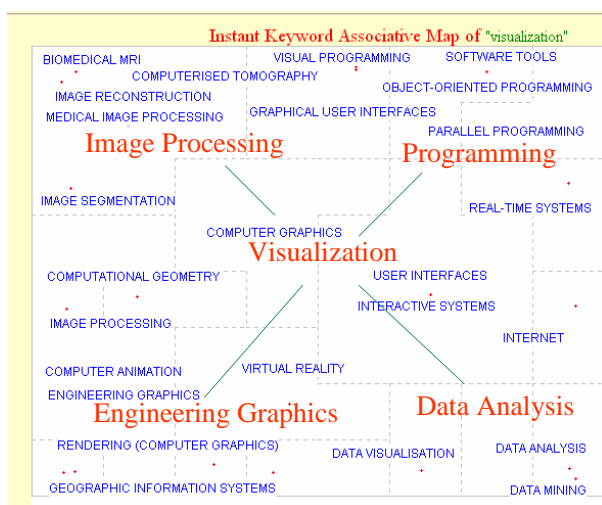 Instant Keyword Associative Map of "visualization"
BIOMEDICAL MRI
VISUAL PROGRAMMING
SOFTWARE TOOLS
COMPUTERISED TOMOGRAPHY
OBJECT-ORIENTED PROGRAMMING
IMAGE RECONSTRUCTION
MEDICAL IMAGE PROCESSING
GRAPHICAL USER INTERFACES
PARALLEL PROGRAMMING
Image Processing
Programming
IMAGE SEGMENTATION
REAL-TIME SYSTEMS
COMPUTER GRAPHICS
Visualization
COMPUTATIONAL GEOMETRY
USER INTERFACES
INTERACTIVE SYSTEMS
IMAGE PROCESSING
INTERNET
COMPUTER ANIMATION
VIRTUAL REALITY
ENGINEERING GRAPHICS
Engineering Graphics
Data Analysis
RENDERING (COMPUTER GRAPHICS)
DATA VISUALISATION
DATA ANALYSIS
GEOGRAPHIC INFORMATION SYSTEMS
DATA MINING